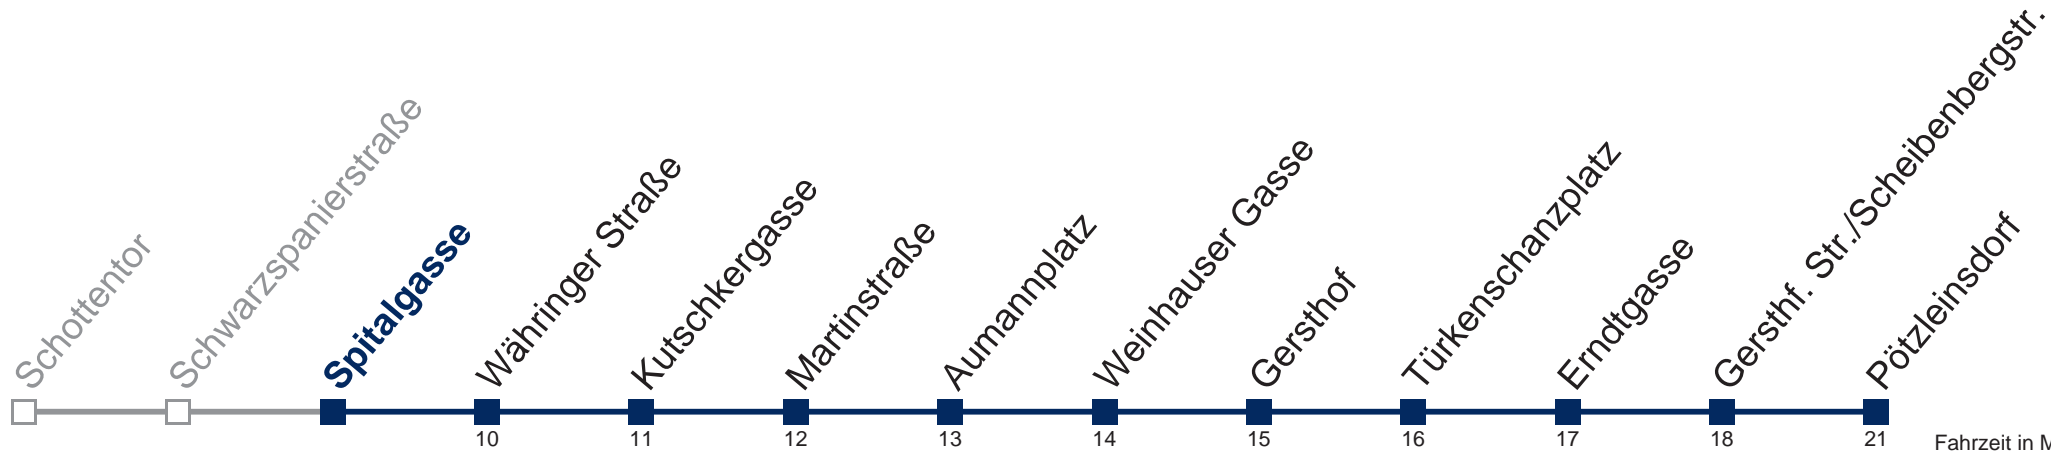 Schottentor
Schwarzspanierstraße
Spitalgasse
Währinger Straße
Kutschkergasse
Martinstraße
Aumannplatz
Weinhauser Gasse
Gersthof
Türkenschanzplatz
Erndtgasse
Gersthf. Str./Scheibenbergstr.
Pötzleinsdorf
10
11
12
13
14
15
16
17
18
21
Fahrzeit in M